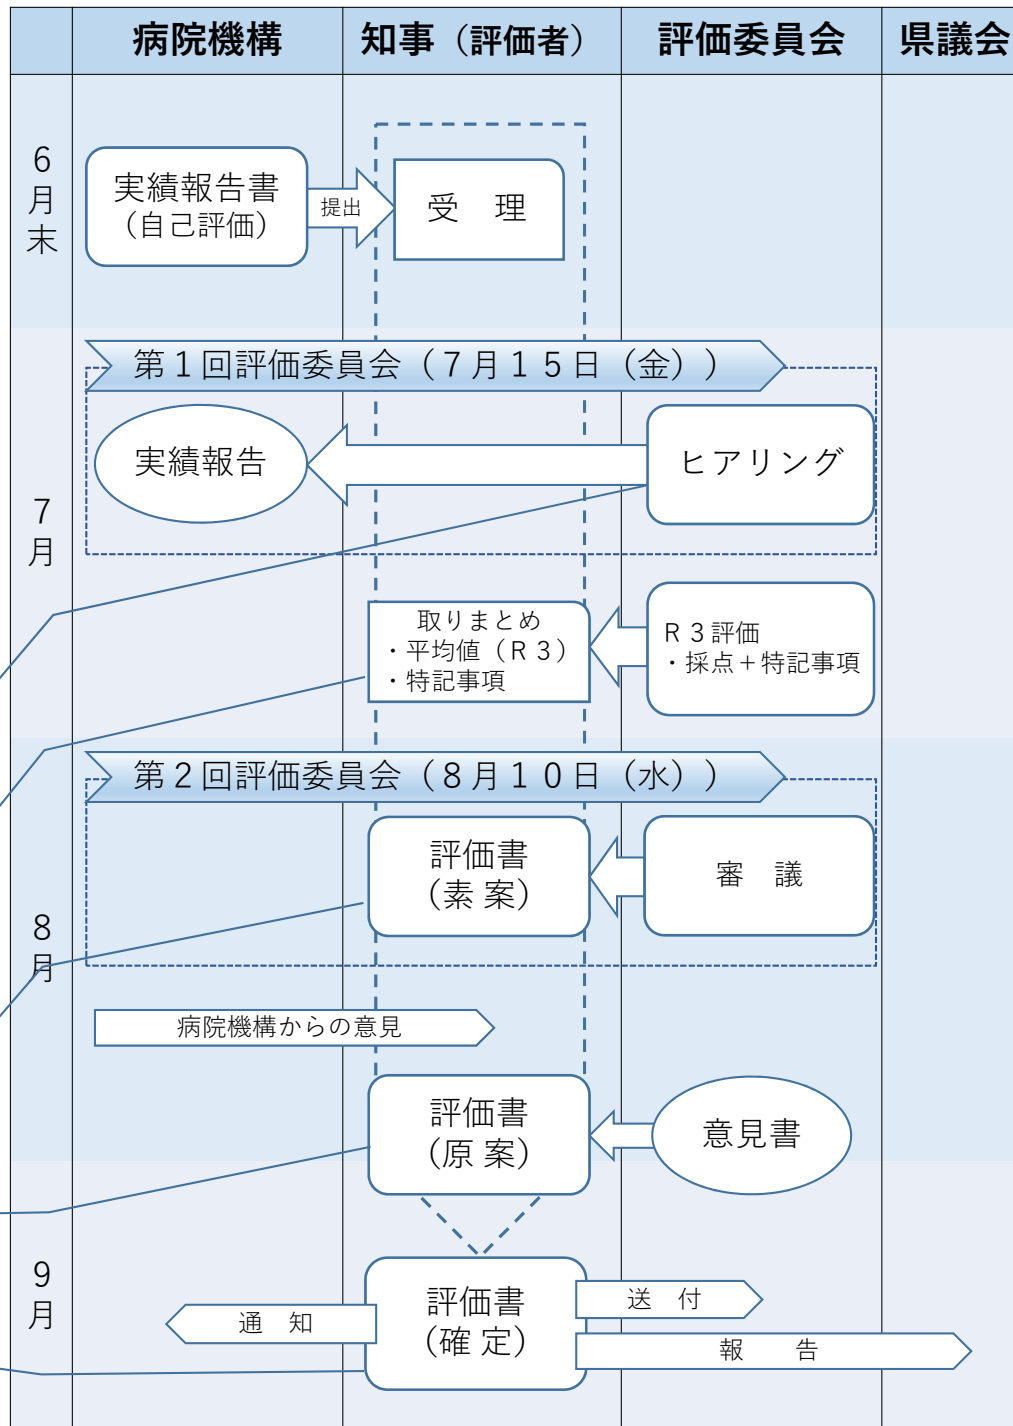 病院機構
知事（評価者）
評価委員会
県議会
6
月
末
実績報告書
（自己評価）
提出
受　理
第１回評価委員会（７月１５日（金））
7
月
実績報告
ヒアリング
取りまとめ
・平均値（Ｒ３）
・特記事項
Ｒ３評価
・採点＋特記事項
第２回評価委員会（８月１０日（水））
8
月
評価書
（素 案）
審　議
病院機構からの意見
評価書
（原 案）
意見書
9
月
通　知
評価書
（確 定）
送　付
報　　告